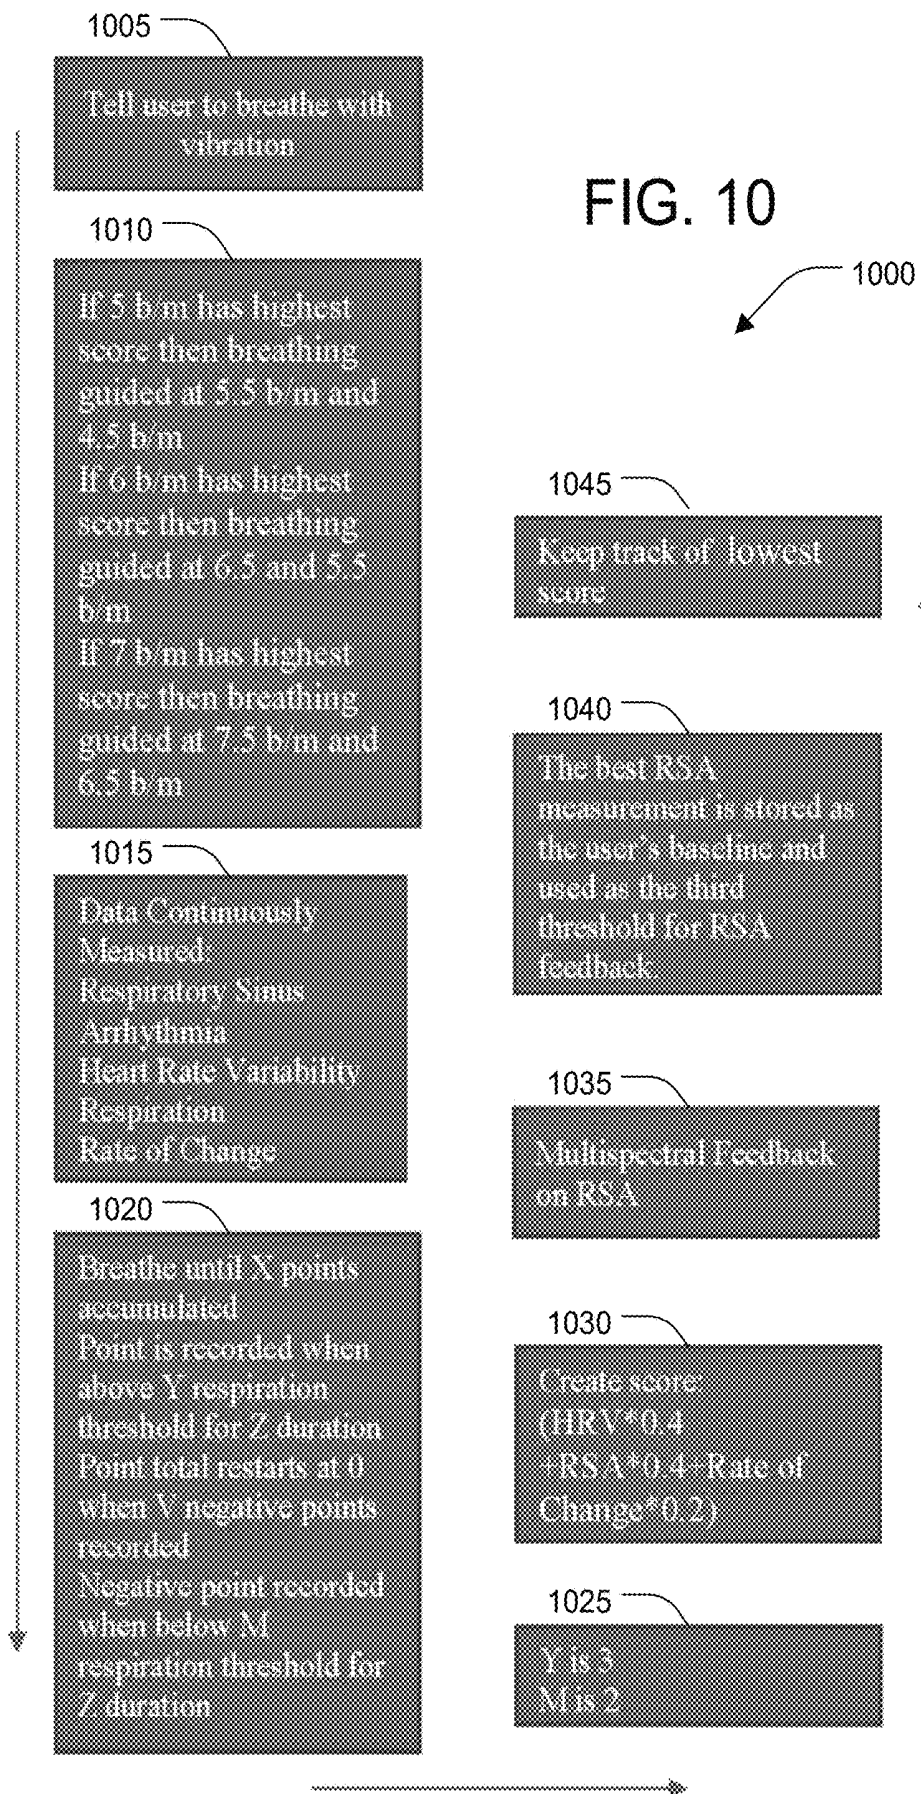 1005
Tell user to breathe with
vibration
FIG. 10
1000
1010
If 5 b/m has highest
score then breathing
guided at 5.5 b/m and
4.5 b/m
If 6 b/m has highest
score then breathing
guided at 6.5 and 5.5
b/m
If 7 b/m has highest
score then breathing
guided at 7.5 b/m and
6.5 b/m
1015
Data Continuously
Measured:
Respiratory Sinus
Arrhythmia
Heart Rate Variability
Respiration
Rate of Change
1020
Breathe until X points
accumulated
Point is recorded when
above Y respiration
threshold for Z duration
Point total restarts at 0
when V negative points
recorded
Negative point recorded
when below M
respiration threshold for
Z duration
1025
Y is 3
M is 2
1030
Create score:
(HRV*0.4
+RSA*0.4+Rate of
Change*0.2)
1035
Multispectral Feedback
on RSA
1040
The best RSA
measurement is stored as
the user's baseline and
used as the third
threshold for RSA
feedback.
1045
Keep track of lowest
score